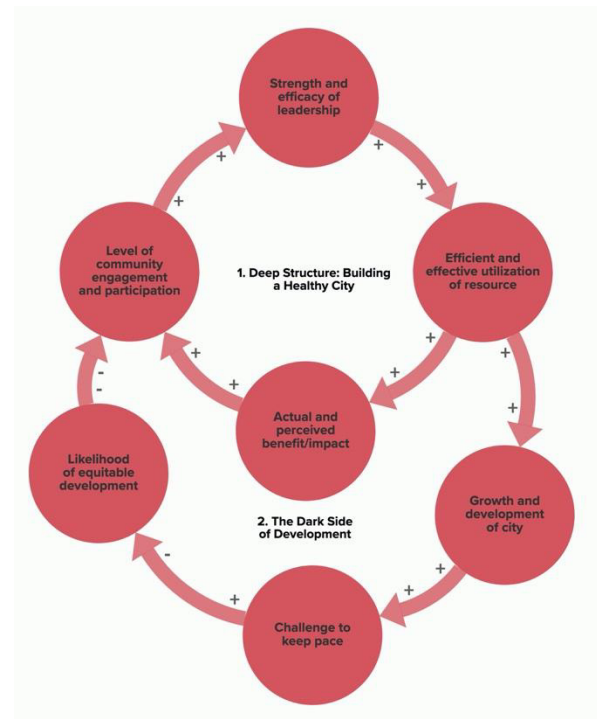 Strength and
efficacy of
leadership
+
+
+
+
Level of
community
engagement
and participation
1. Deep Structure: Building
a Healthy City
Efficient and
effective utilization
of resource
+
+
+
+
+
+
-
-
Actual and
perceived
benefit/impact
Likelihood
of equitable
development
2. The Dark Side
of Development
Growth and
development
of city
-
+
+
+
Challenge to
keep pace